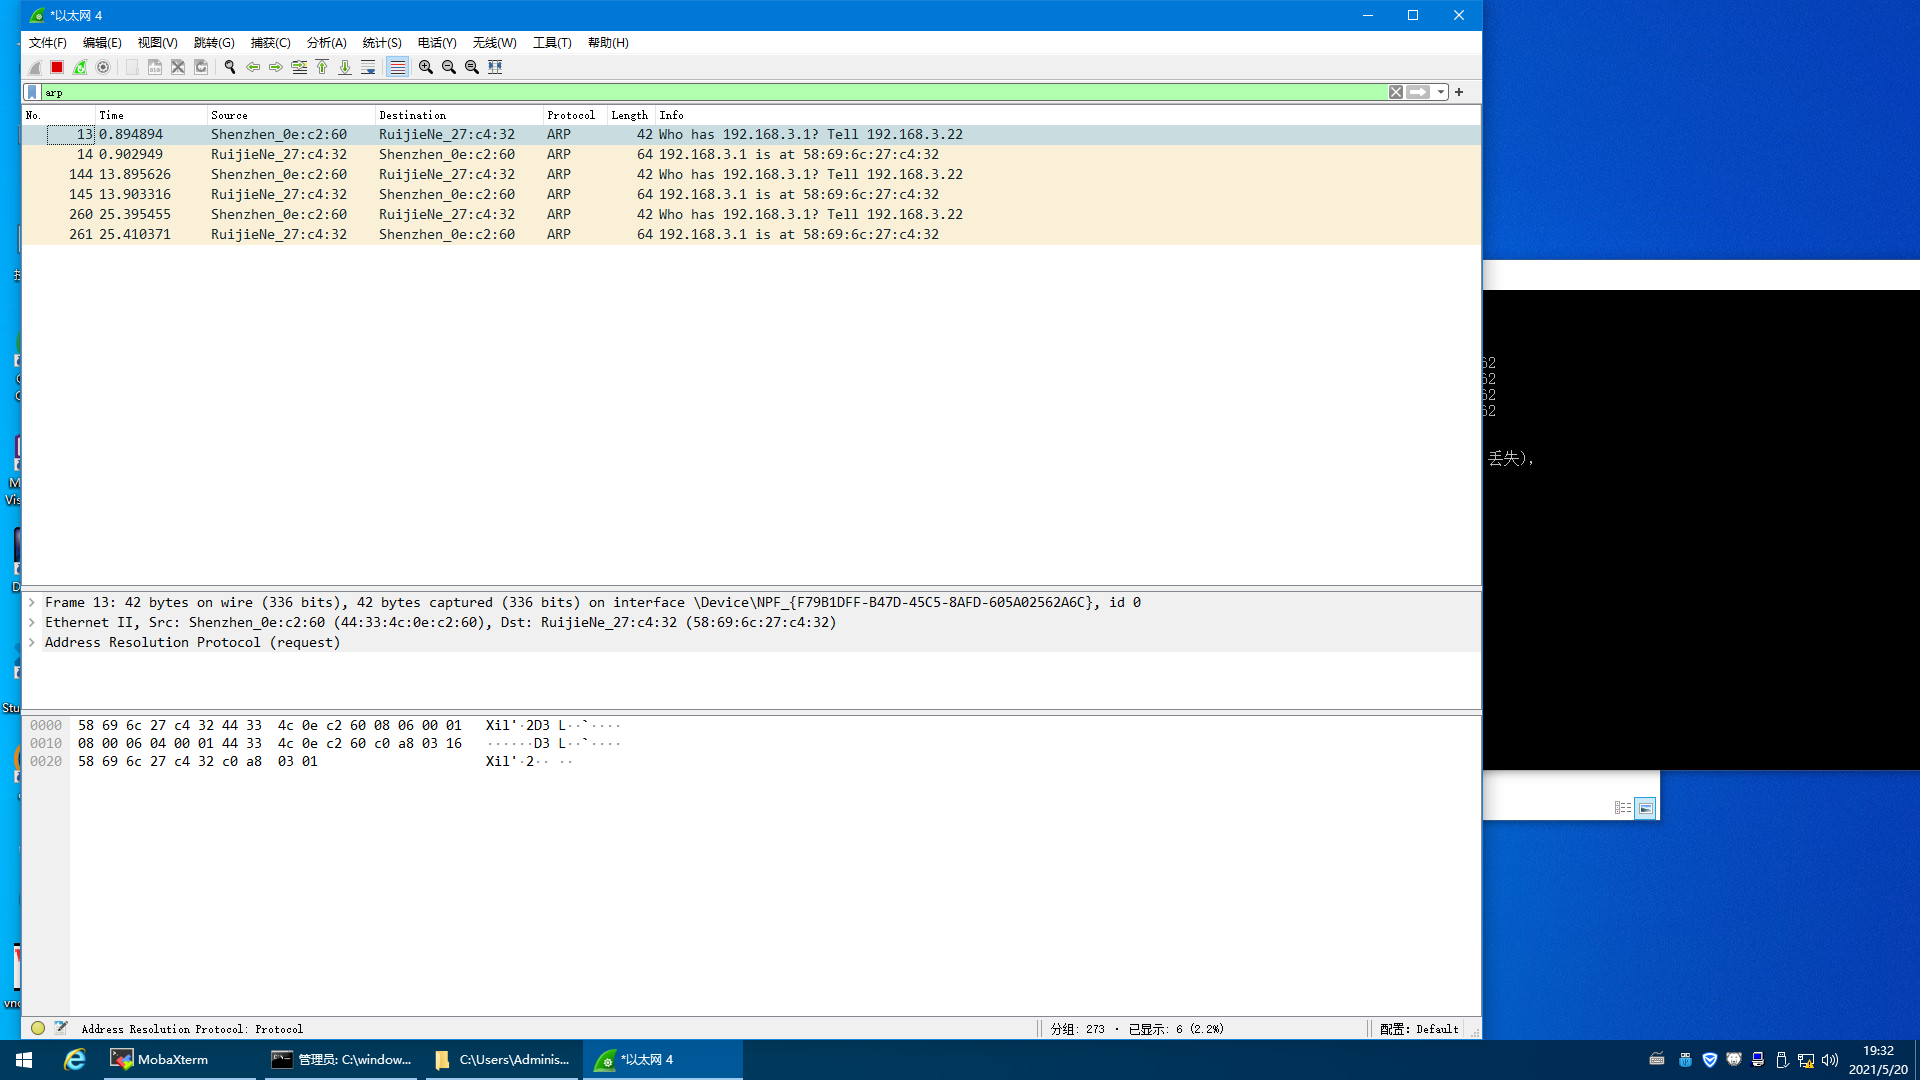 *以太网 4
文件(F) 编辑(E) 视图(V) 跳转(G) 捕获(C) 分析(A) 统计(S) 电话(Y) 无线(W) 工具(T) 帮助(H)
arp
No. Time Source Destination Protocol Length Info
13 0.894894 Shenzhen_0e:c2:60 RuijieNe_27:c4:32 ARP 42 Who has 192.168.3.1? Tell 192.168.3.22
14 0.902949 RuijieNe_27:c4:32 Shenzhen_0e:c2:60 ARP 64 192.168.3.1 is at 58:69:6c:27:c4:32
144 13.895626 Shenzhen_0e:c2:60 RuijieNe_27:c4:32 ARP 42 Who has 192.168.3.1? Tell 192.168.3.22
145 13.903316 RuijieNe_27:c4:32 Shenzhen_0e:c2:60 ARP 64 192.168.3.1 is at 58:69:6c:27:c4:32
260 25.395455 Shenzhen_0e:c2:60 RuijieNe_27:c4:32 ARP 42 Who has 192.168.3.1? Tell 192.168.3.22
261 25.410371 RuijieNe_27:c4:32 Shenzhen_0e:c2:60 ARP 64 192.168.3.1 is at 58:69:6c:27:c4:32
62
62
62
62
丢失),
Vis
Stu
vnc
Frame 13: 42 bytes on wire (336 bits), 42 bytes captured (336 bits) on interface \Device\NPF_{F79B1DFF-B47D-45C5-8AFD-605A02562A6C}, id 0
Ethernet II, Src: Shenzhen_0e:c2:60 (44:33:4c:0e:c2:60), Dst: RuijieNe_27:c4:32 (58:69:6c:27:c4:32)
Address Resolution Protocol (request)
0000 58 69 6c 27 c4 32 44 33 4c 0e c2 60 08 06 00 01 Xil'·2D3 L··`····
0010 08 00 06 04 00 01 44 33 4c 0e c2 60 c0 a8 03 16 ······D3 L··`····
0020 58 69 6c 27 c4 32 c0 a8 03 01 Xil'·2·· ··
Address Resolution Protocol: Protocol
分组: 273 · 已显示: 6 (2.2%)
配置: Default
MobaXterm
管理员: C:\window...
C:\Users\Adminis...
*以太网 4
19:32
2021/5/20